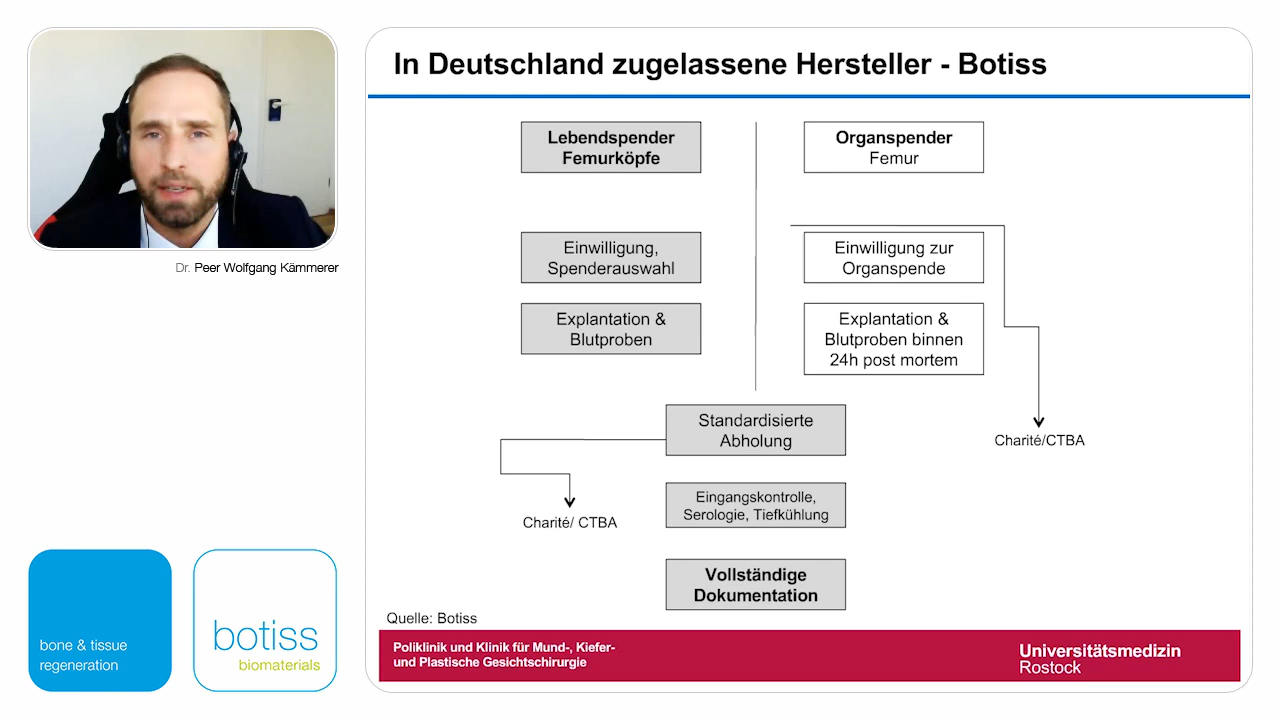 In Deutschland zugelassene Hersteller - Botiss
Lebendspender
Femurköpfe
Organspender
Femur
Einwilligung,
Spenderauswahl
Einwilligung zur
Organspende
Explantation &
Blutproben
Explantation &
Blutproben binnen
24h post mortem
Standardisierte
Abholung
Charité/CTBA
Eingangskontrolle,
Serologie, Tiefkühlung
Charité/ CTBA
Vollständige
Dokumentation
Quelle: Botiss
Poliklinik und Klinik für Mund-, Kiefer-
und Plastische Gesichtschirurgie
Universitätsmedizin
Rostock
Dr. Peer Wolfgang Kämmerer
bone & tissue
regeneration
botiss
biomaterials